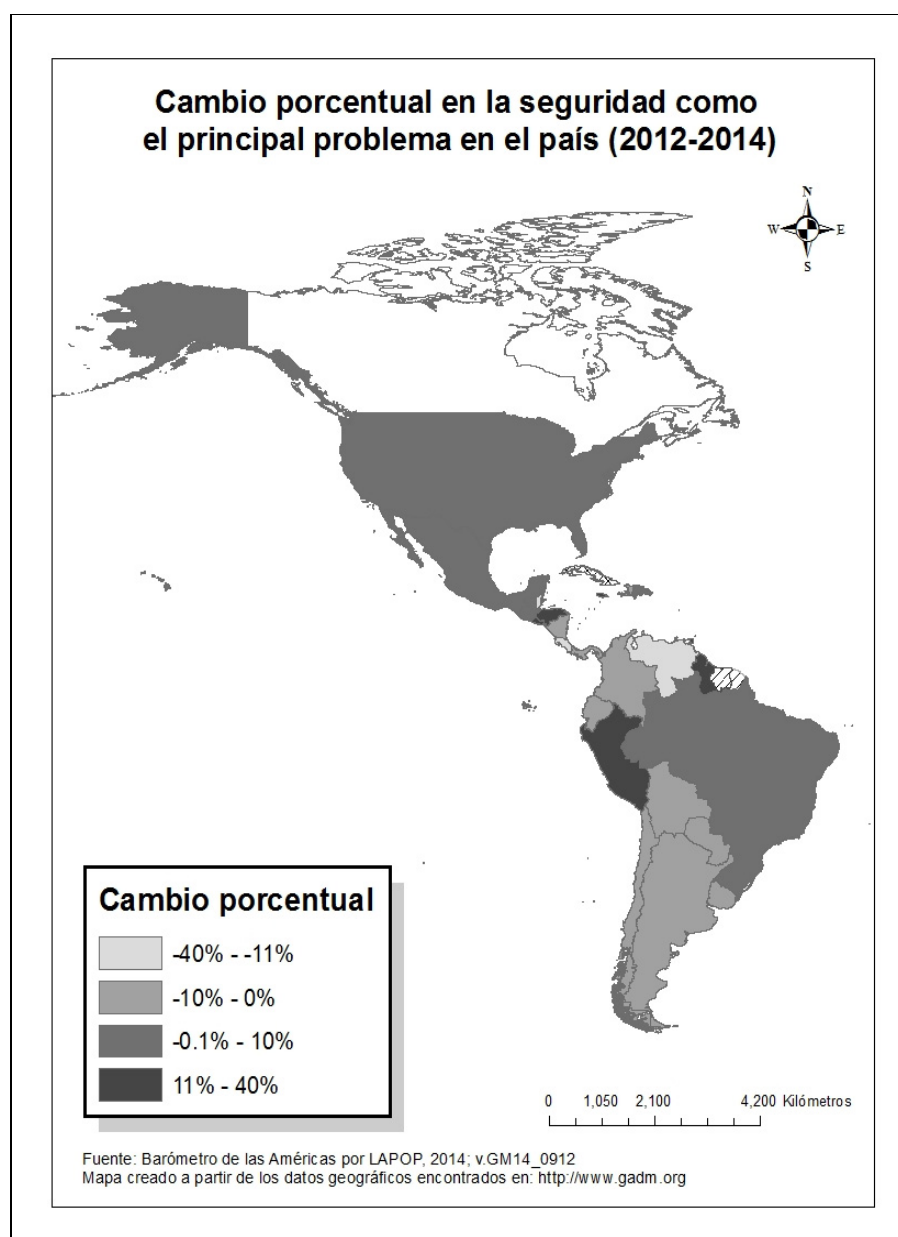 Cambio porcentual en la seguridad como
el principal problema en el país (2012-2014)
N
W E
S
Cambio porcentual
-40% - -11%
-10% - 0%
-0.1% - 10%
11% - 40%
0 1,050 2,100 4,200 Kilómetros
Fuente: Barómetro de las Américas por LAPOP, 2014; v.GM14_0912
Mapa creado a partir de los datos geográficos encontrados en: http://www.gadm.org